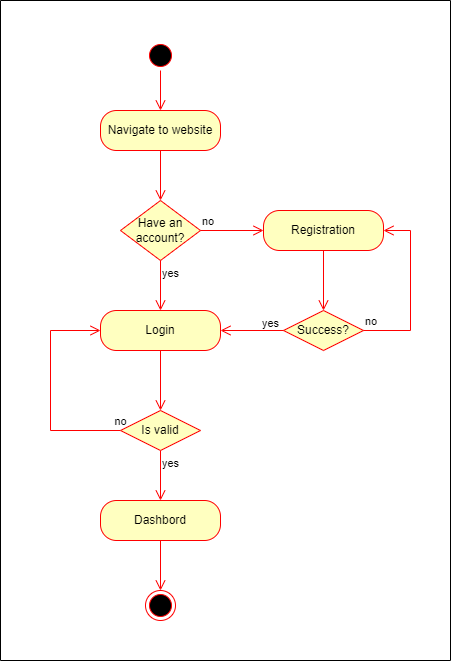 Navigate to website
Have an
account?
no
Registration
yes
Login
yes
Success?
no
no
Is valid
yes
Dashbord